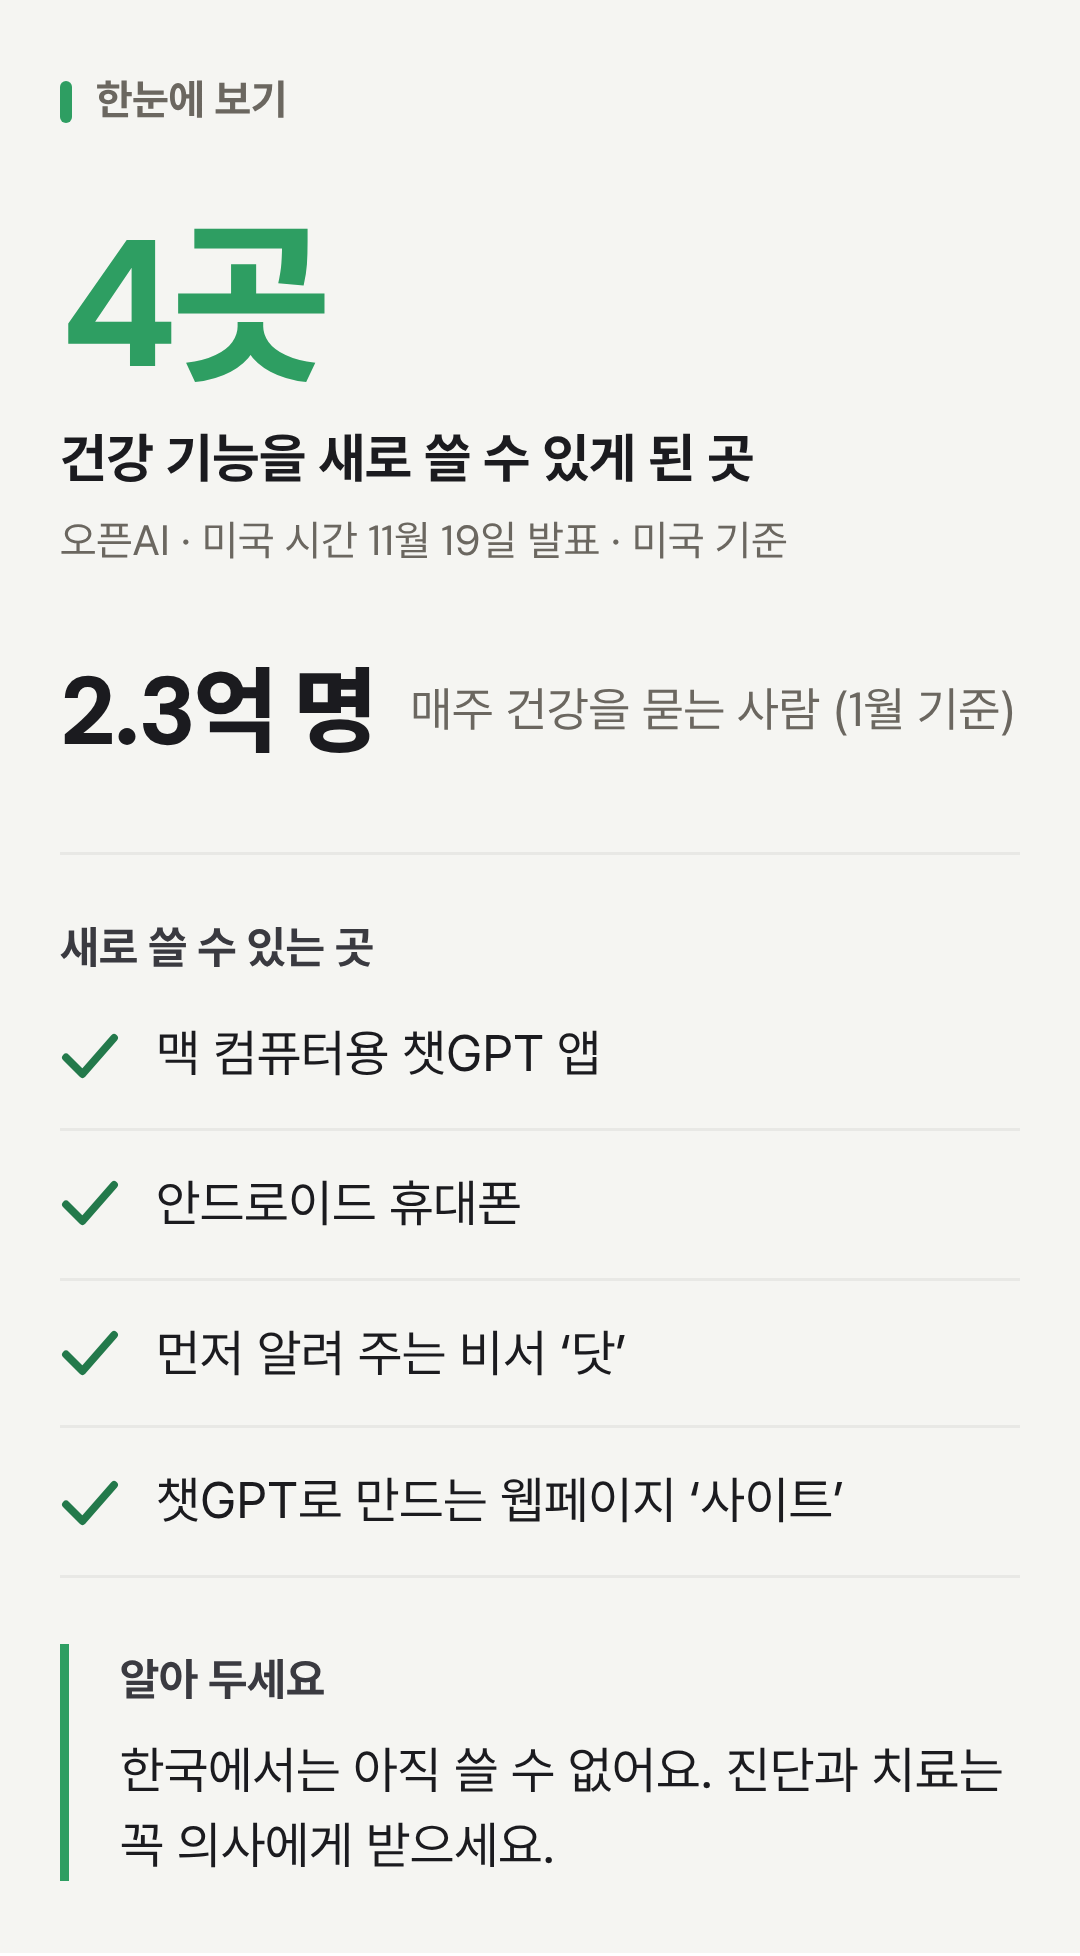 한눈에 보기
4곳
건강 기능을 새로 쓸 수 있게 된 곳
오픈AI · 미국 시간 11월 19일 발표 · 미국 기준
2.3억 명 매주 건강을 묻는 사람 (1월 기준)
새로 쓸 수 있는 곳
맥 컴퓨터용 챗GPT 앱
안드로이드 휴대폰
먼저 알려 주는 비서 ‘닷’
챗GPT로 만드는 웹페이지 ‘사이트’
알아 두세요
한국에서는 아직 쓸 수 없어요. 진단과 치료는
꼭 의사에게 받으세요.